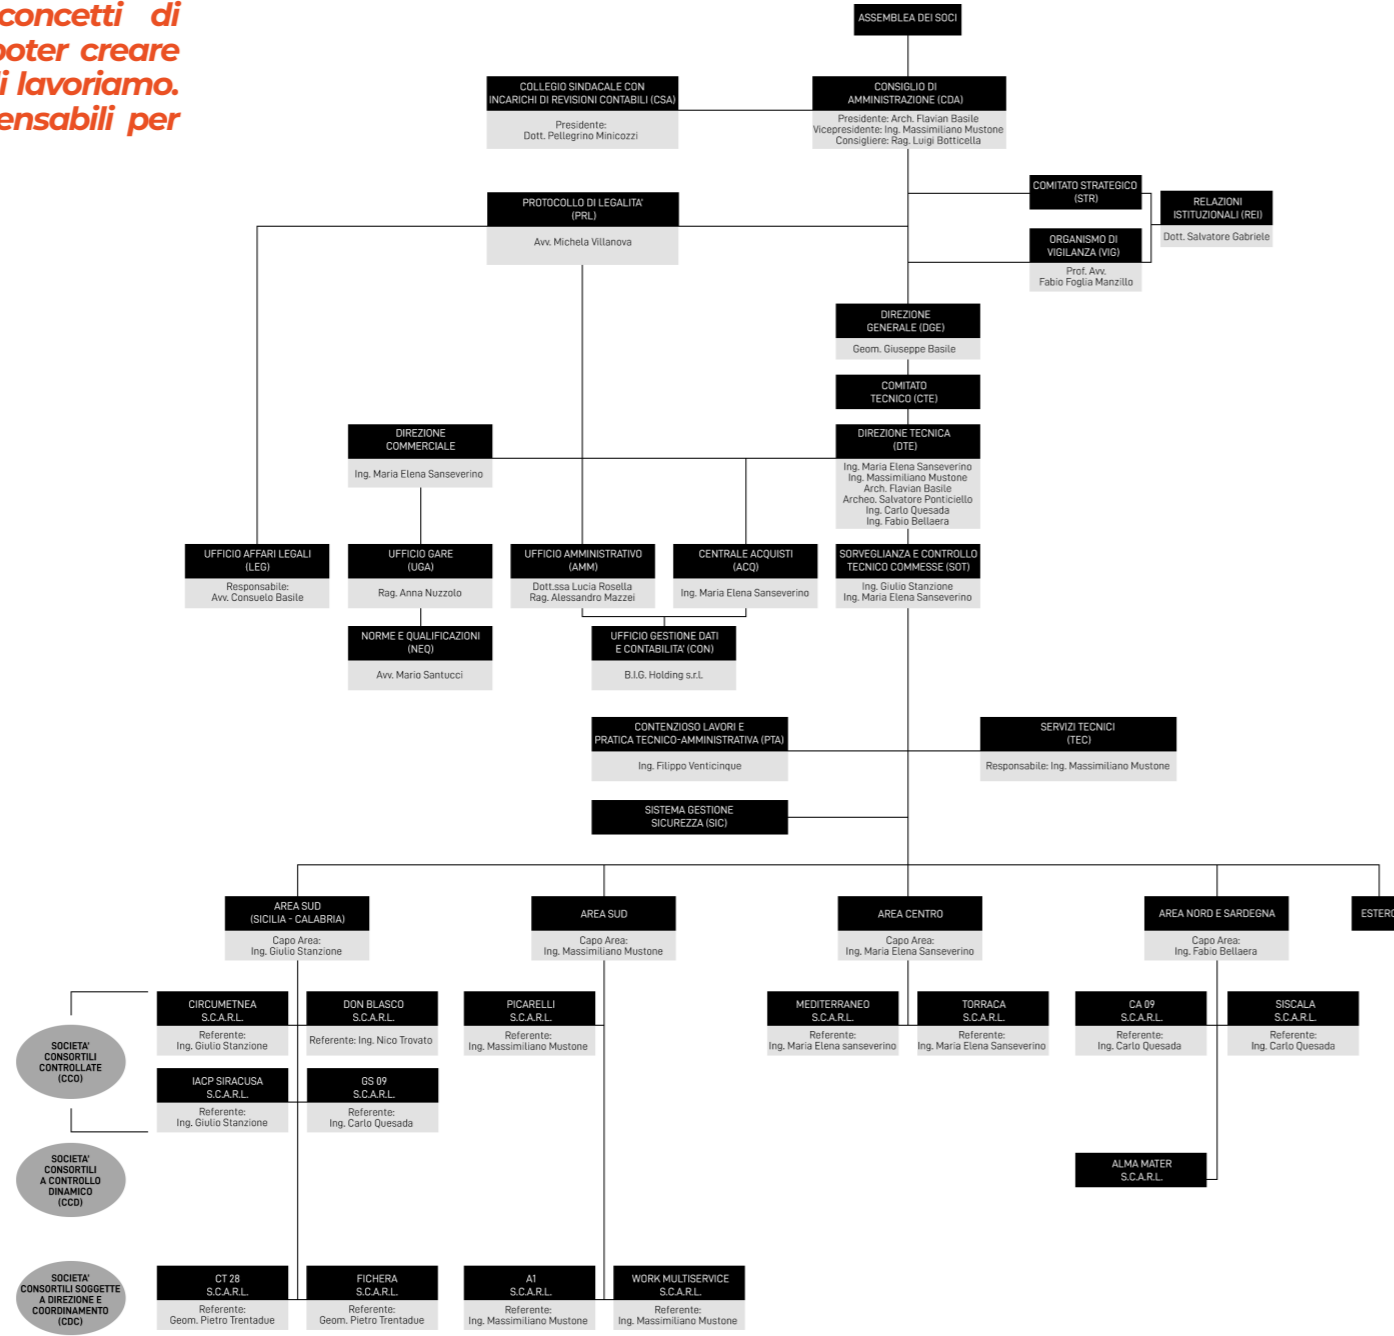 concetti di
poter creare
li lavoriamo.
ensabili per
ASSEMBLEA DEI SOCI
COLLEGIO SINDACALE CON
INCARICHI DI REVISIONI CONTABILI (CSA)
Presidente:
Dott. Pellegrino Minicozzi
CONSIGLIO DI
AMMINISTRAZIONE (CDA)
Presidente: Arch. Flavian Basile
Vicepresidente: Ing. Massimiliano Mustone
Consigliere: Rag. Luigi Botticella
PROTOCOLLO DI LEGALITA'
(PRL)
Avv. Michela Villanova
COMITATO STRATEGICO
(STR)
RELAZIONI
ISTITUZIONALI (REI)
Dott. Salvatore Gabriele
ORGANISMO DI
VIGILANZA (VIG)
Prof. Avv.
Fabio Foglia Manzillo
DIREZIONE
GENERALE (DGE)
Geom. Giuseppe Basile
COMITATO
TECNICO (CTE)
DIREZIONE
COMMERCIALE
Ing. Maria Elena Sanseverino
DIREZIONE TECNICA
(DTE)
Ing. Maria Elena Sanseverino
Ing. Massimiliano Mustone
Arch. Flavian Basile
Archeo. Salvatore Ponticiello
Ing. Carlo Quesada
Ing. Fabio Bellaera
UFFICIO AFFARI LEGALI
(LEG)
Responsabile:
Avv. Consuelo Basile
UFFICIO GARE
(UGA)
Rag. Anna Nuzzolo
UFFICIO AMMINISTRATIVO
(AMM)
Dott.ssa Lucia Rosella
Rag. Alessandro Mazzei
CENTRALE ACQUISTI
(ACQ)
Ing. Maria Elena Sanseverino
SORVEGLIANZA E CONTROLLO
TECNICO COMMESSE (SOT)
Ing. Giulio Stanzione
Ing. Maria Elena Sanseverino
NORME E QUALIFICAZIONI
(NEQ)
Avv. Mario Santucci
UFFICIO GESTIONE DATI
E CONTABILITA' (CON)
B.I.G. Holding s.r.l.
CONTENZIOSO LAVORI E
PRATICA TECNICO-AMMINISTRATIVA (PTA)
Ing. Filippo Venticinque
SERVIZI TECNICI
(TEC)
Responsabile: Ing. Massimiliano Mustone
SISTEMA GESTIONE
SICUREZZA (SIC)
AREA SUD
(SICILIA - CALABRIA)
Capo Area:
Ing. Giulio Stanzione
AREA SUD
Capo Area:
Ing. Massimiliano Mustone
AREA CENTRO
Capo Area:
Ing. Maria Elena Sanseverino
AREA NORD E SARDEGNA
Capo Area:
Ing. Fabio Bellaera
ESTERO
SOCIETA'
CONSORTILI
CONTROLLATE
(CCO)
CIRCUMETNEA
S.C.A.R.L.
Referente:
Ing. Giulio Stanzione
DON BLASCO
S.C.A.R.L.
Referente: Ing. Nico Trovato
PICARELLI
S.C.A.R.L.
Referente:
Ing. Massimiliano Mustone
MEDITERRANEO
S.C.A.R.L.
Referente:
Ing. Maria Elena sanseverino
TORRACA
S.C.A.R.L.
Referente:
Ing. Maria Elena Sanseverino
CA 09
S.C.A.R.L.
Referente:
Ing. Carlo Quesada
SISCALA
S.C.A.R.L.
Referente:
Ing. Carlo Quesada
IACP SIRACUSA
S.C.A.R.L.
Referente:
Ing. Giulio Stanzione
GS 09
S.C.A.R.L.
Referente:
Ing. Carlo Quesada
SOCIETA'
CONSORTILI
A CONTROLLO
DINAMICO
(CCD)
ALMA MATER
S.C.A.R.L.
SOCIETA'
CONSORTILI SOGGETTE
A DIREZIONE E
COORDINAMENTO
(CDC)
CT 28
S.C.A.R.L.
Referente:
Geom. Pietro Trentadue
FICHERA
S.C.A.R.L.
Referente:
Geom. Pietro Trentadue
A1
S.C.A.R.L.
Referente:
Ing. Massimiliano Mustone
WORK MULTISERVICE
S.C.A.R.L.
Referente:
Ing. Massimiliano Mustone